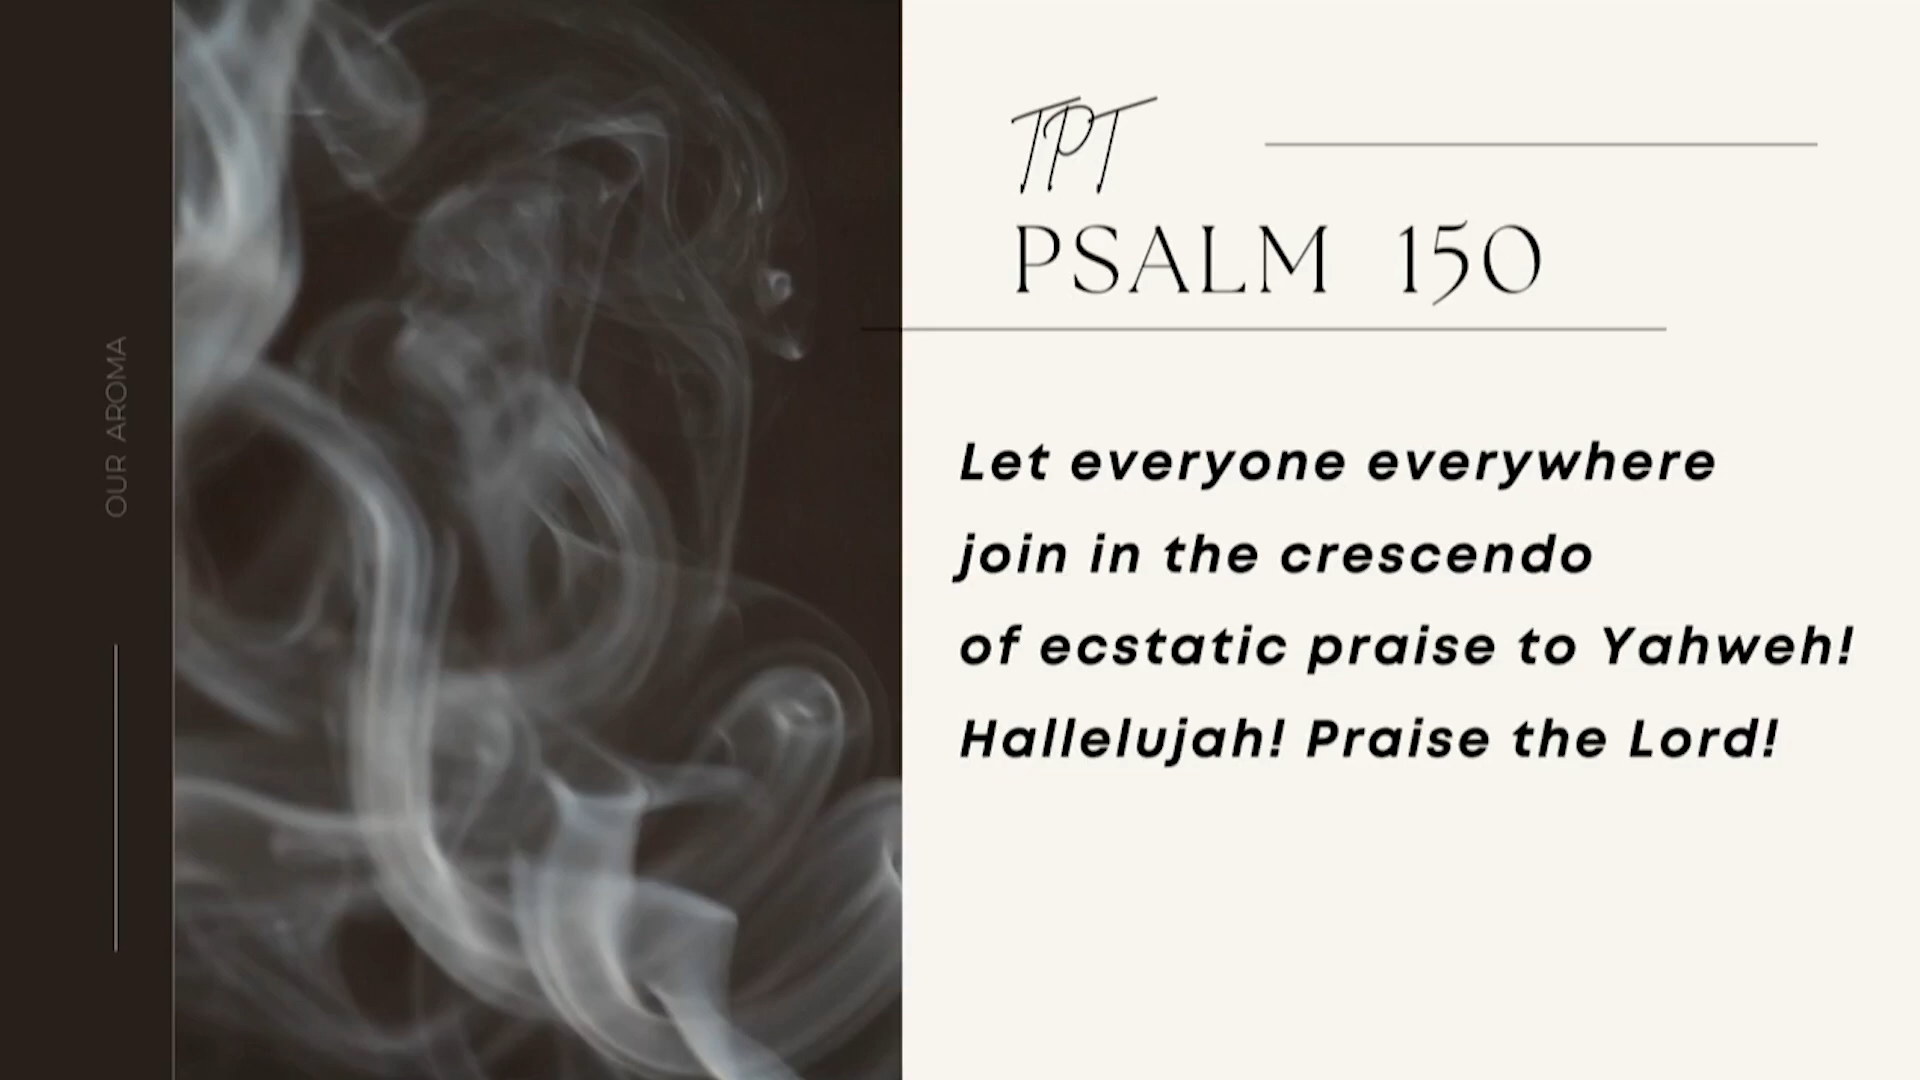 OUR AROMA
TPT
PSALM 150
Let everyone everywhere
join in the crescendo
of ecstatic praise to Yahweh!
Hallelujah! Praise the Lord!